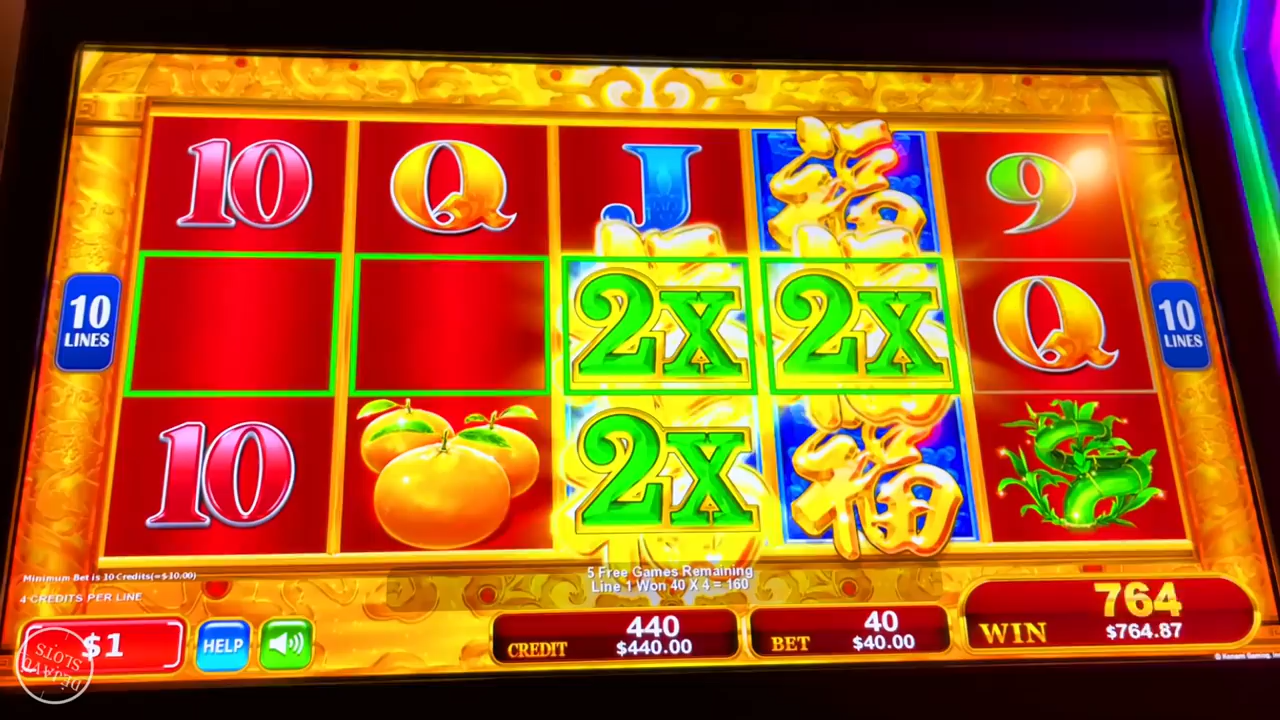 10 Q J 福 9
10 LINES 2X 2X Q 10 LINES
10 2X 福
Minimum Bet is 10 Credits(=$10.00)
5 Free Games Remaining
4 CREDITS PER LINE
Line 1 Won 40 X 4 = 160
$1
HELP
CREDIT 440
$440.00
BET 40
$40.00
WIN 764
$764.87
DEJAVU
SLOTS